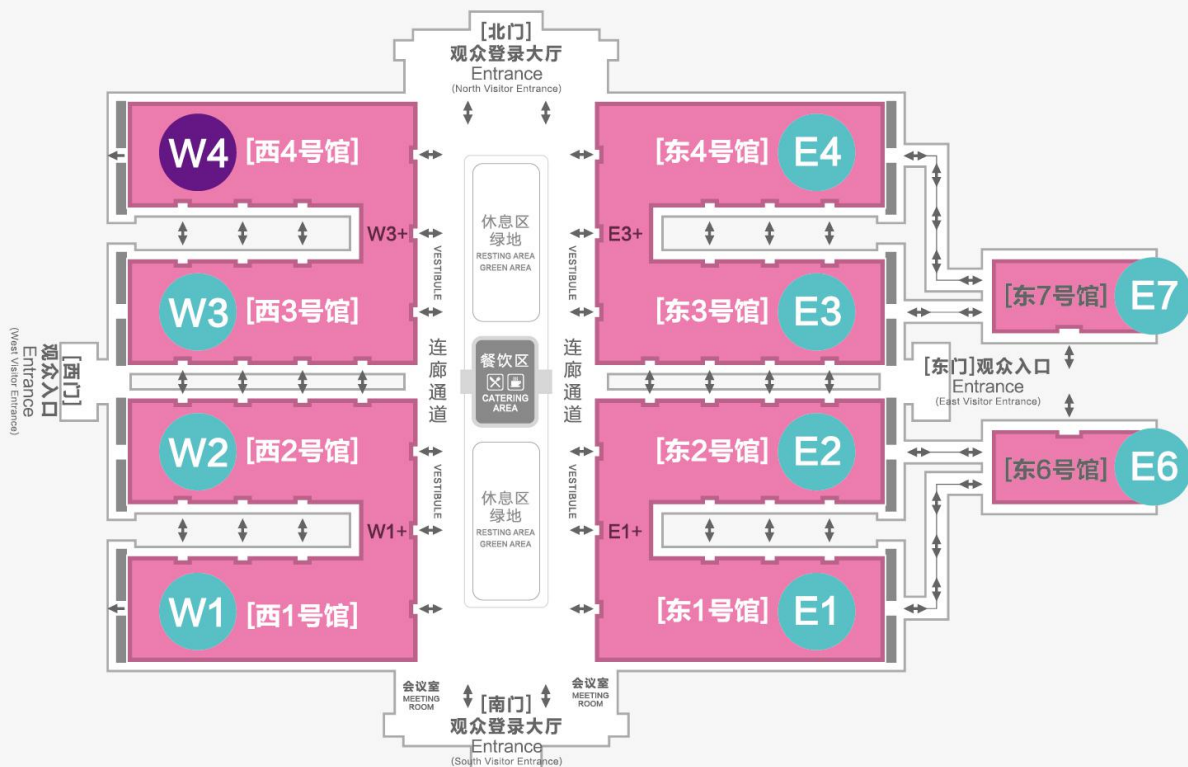 [北门]
观众登录大厅
Entrance
(North Visitor Entrance)
W4 [西4号馆]
[东4号馆] E4
休息区
绿地
RESTING AREA
GREEN AREA
W3+
E3+
VESTIBULE
VESTIBULE
W3 [西3号馆]
[东3号馆] E3
[东7号馆] E7
[西门]
观众入口
Entrance
(West Visitor Entrance)
连廊通道
餐饮区
CATERING
AREA
连廊通道
[东门]观众入口
Entrance
(East Visitor Entrance)
W2 [西2号馆]
[东2号馆] E2
[东6号馆] E6
VESTIBULE
VESTIBULE
休息区
绿地
RESTING AREA
GREEN AREA
W1+
E1+
W1 [西1号馆]
[东1号馆] E1
会议室
MEETING
ROOM
会议室
MEETING
ROOM
[南门]
观众登录大厅
Entrance
(South Visitor Entrance)